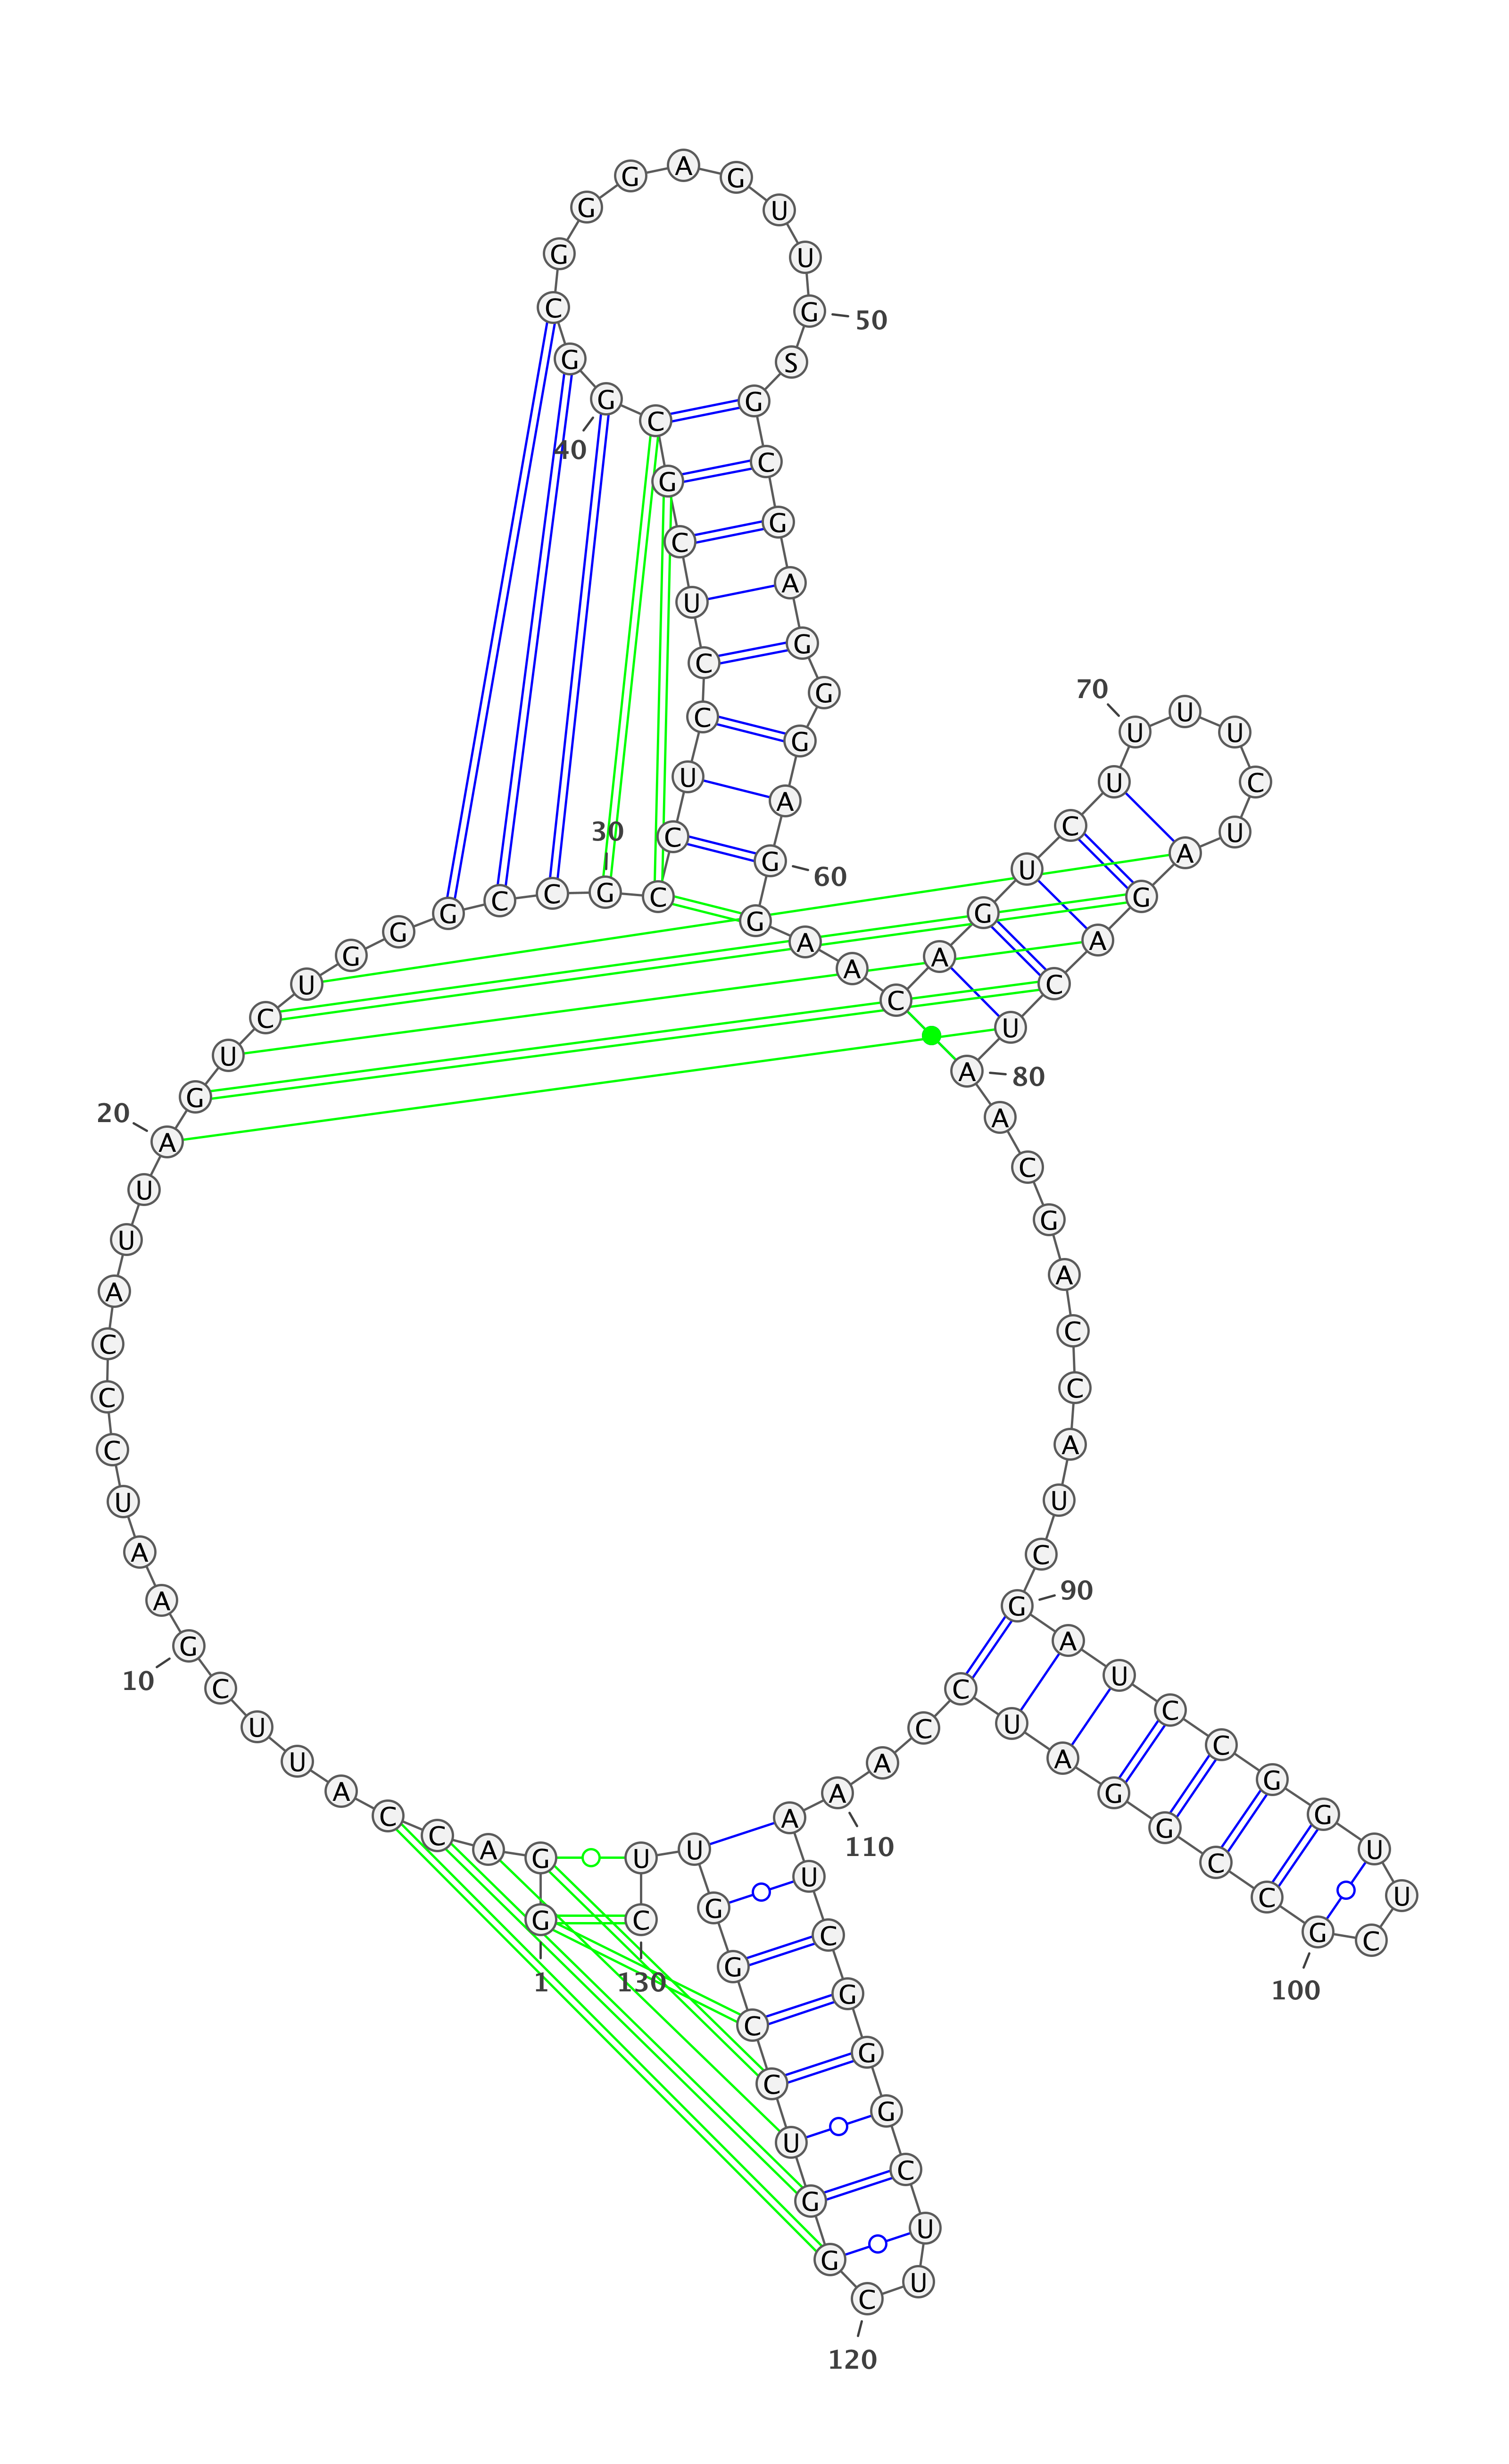 1
G G A C C A U U C
10
G A A U C C C A U U
20
A G U C U G G G C C
30
G C C U C C U C G C
40
G G C G G G A G U U
50
G S G C G A G G G A
60
G G A A C A G U C U
70
U U U C U A G A C U
80
A A C G A C C A U C
90
G A U C C G G U U C
100
G C C G G A U C C A
110
A A U C G G G C U U
120
C G G U C C G G U U
130
C